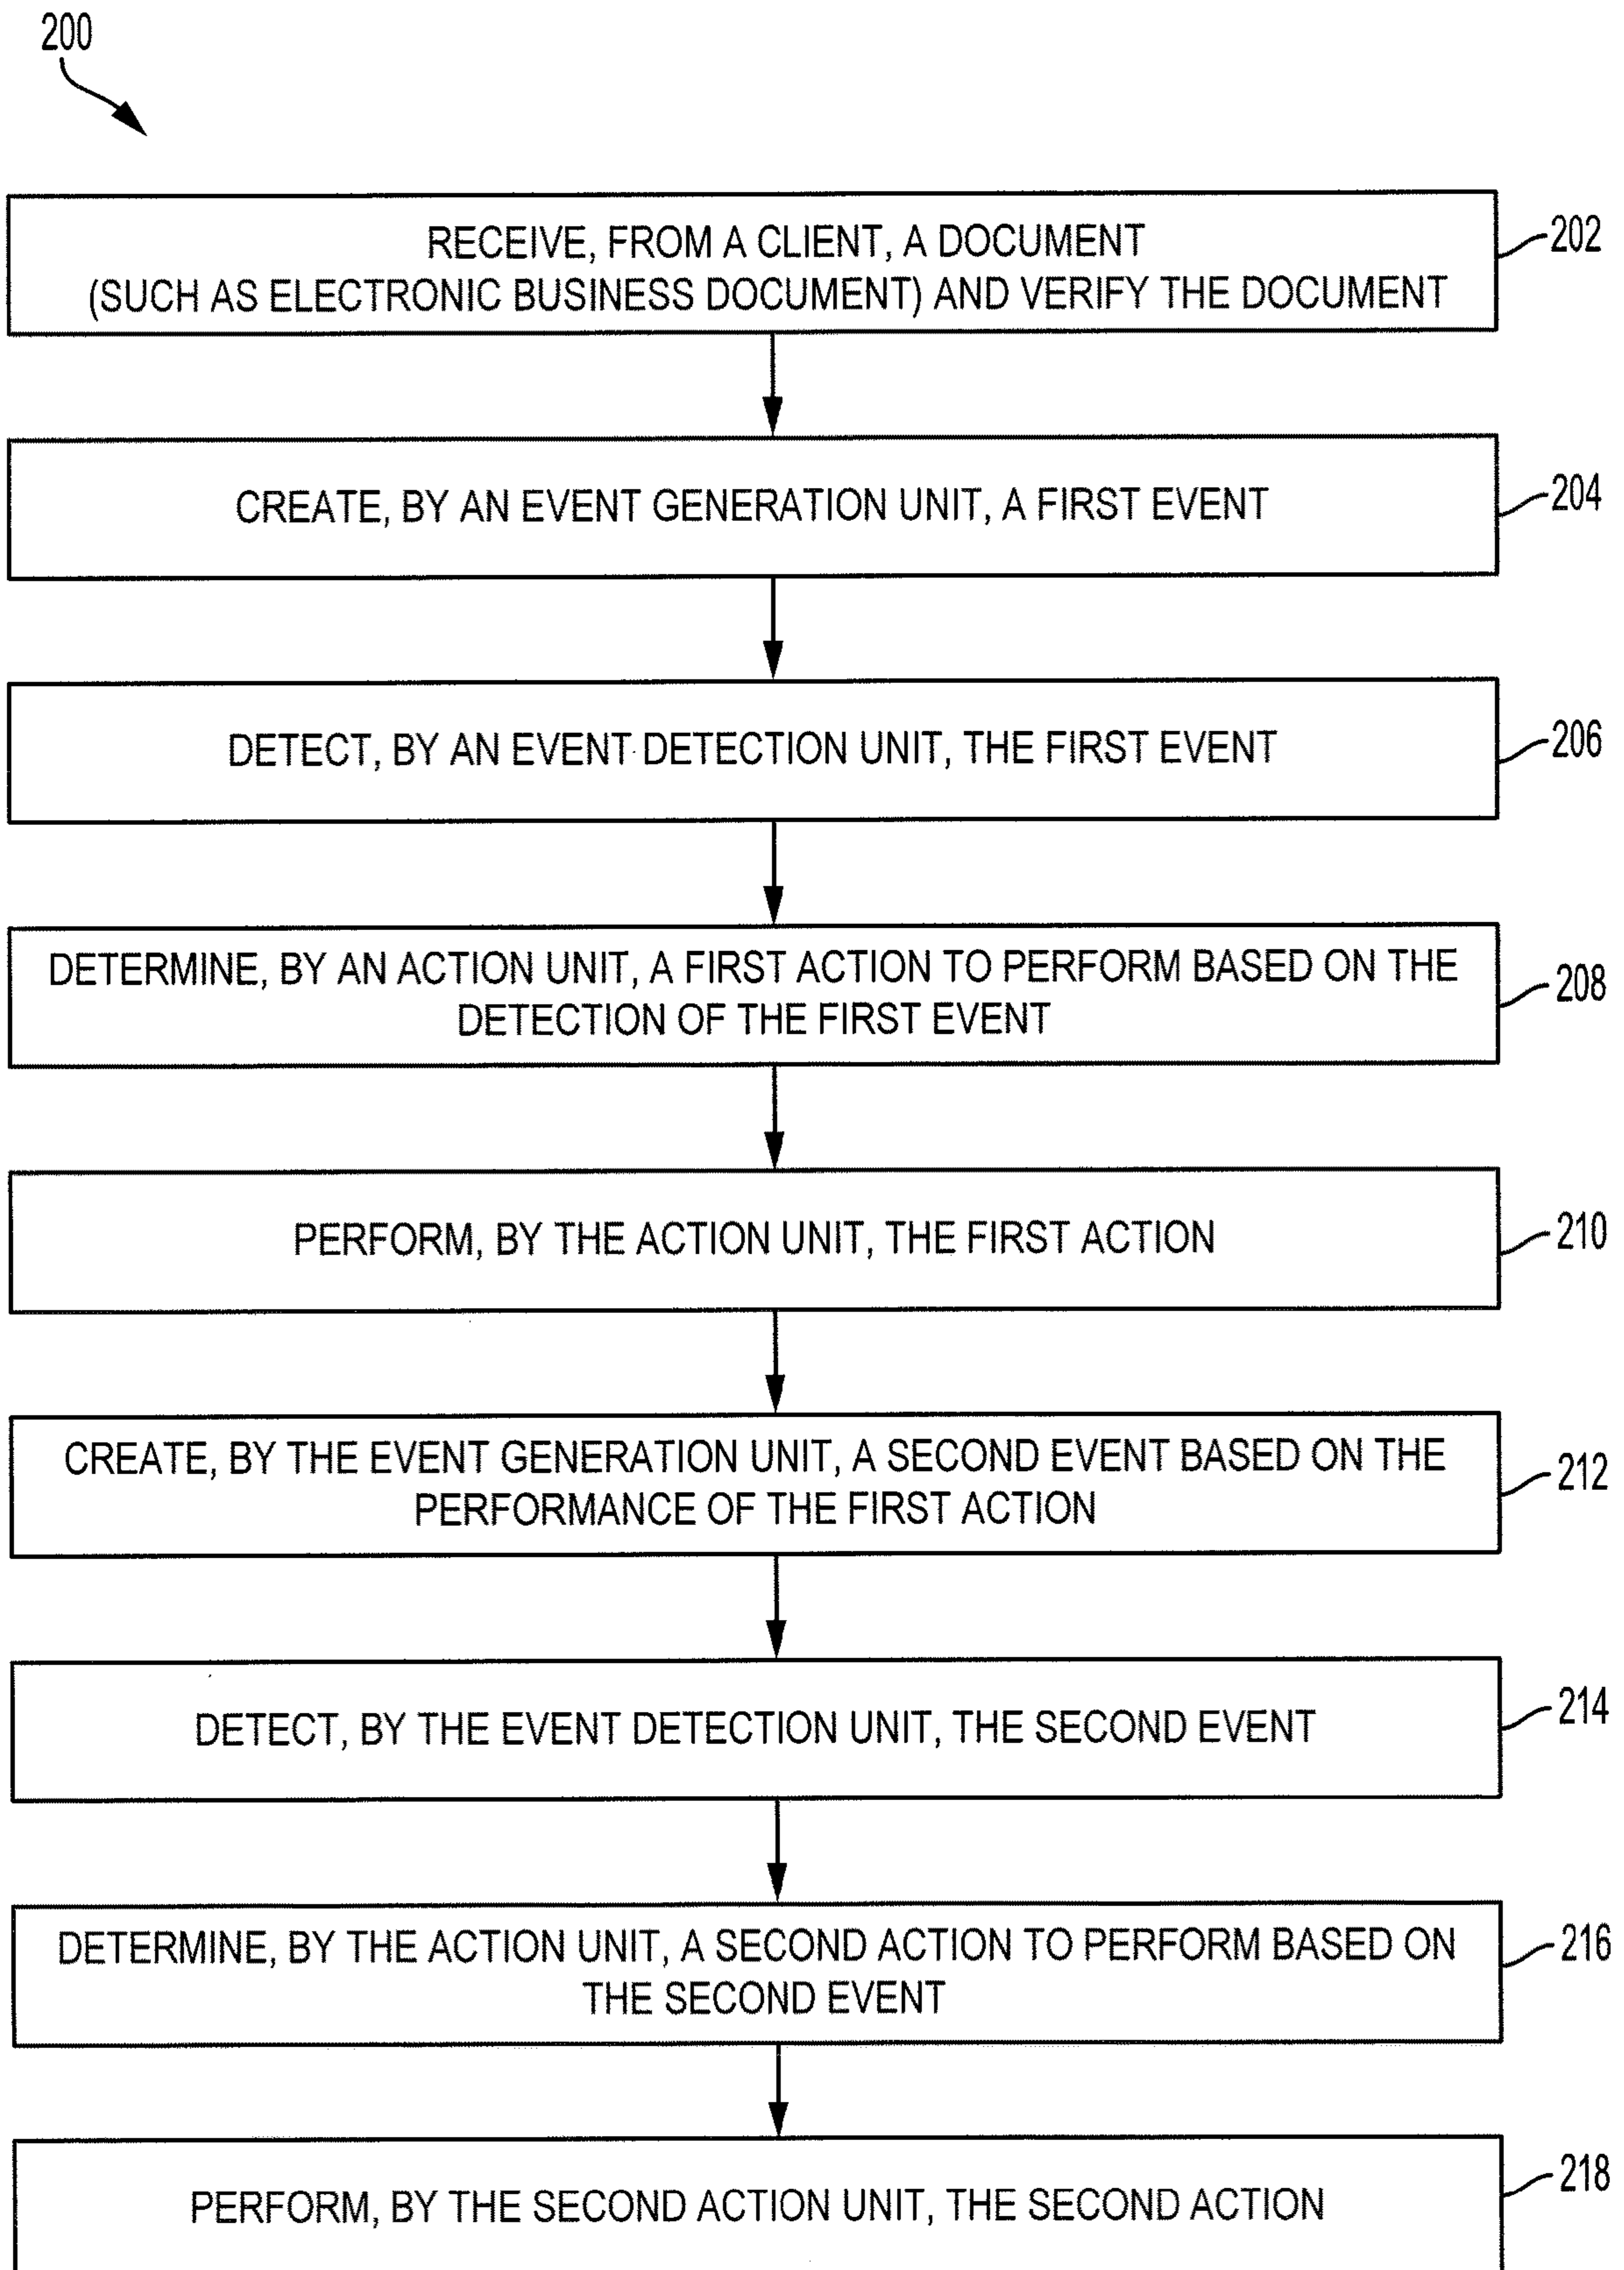 200
RECEIVE, FROM A CLIENT, A DOCUMENT
(SUCH AS ELECTRONIC BUSINESS DOCUMENT) AND VERIFY THE DOCUMENT
202
CREATE, BY AN EVENT GENERATION UNIT, A FIRST EVENT
204
DETECT, BY AN EVENT DETECTION UNIT, THE FIRST EVENT
206
DETERMINE, BY AN ACTION UNIT, A FIRST ACTION TO PERFORM BASED ON THE
DETECTION OF THE FIRST EVENT
208
PERFORM, BY THE ACTION UNIT, THE FIRST ACTION
210
CREATE, BY THE EVENT GENERATION UNIT, A SECOND EVENT BASED ON THE
PERFORMANCE OF THE FIRST ACTION
212
DETECT, BY THE EVENT DETECTION UNIT, THE SECOND EVENT
214
DETERMINE, BY THE ACTION UNIT, A SECOND ACTION TO PERFORM BASED ON
THE SECOND EVENT
216
PERFORM, BY THE SECOND ACTION UNIT, THE SECOND ACTION
218